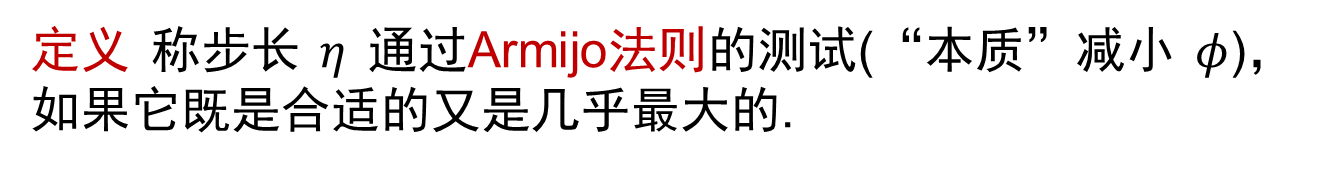 定义 称步长 η 通过Armijo法则的测试(“本质”减小 ϕ),
如果它既是合适的又是几乎最大的.